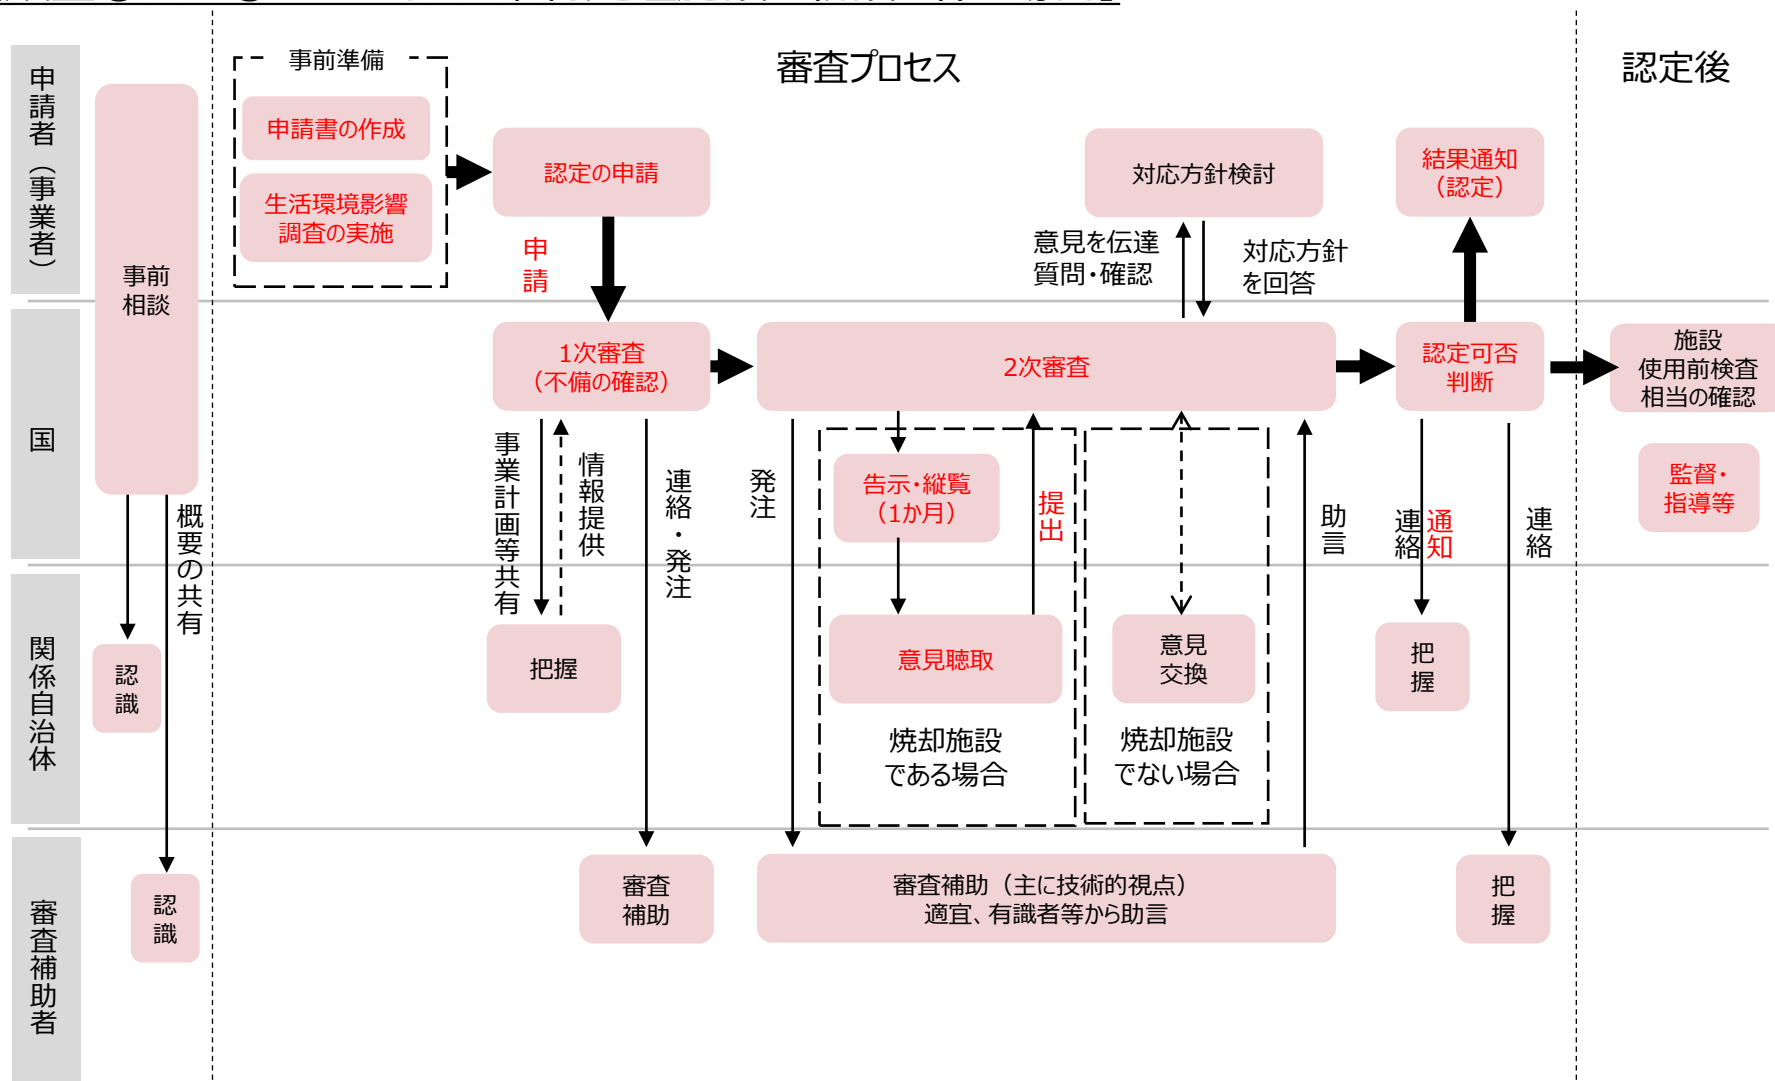 事前準備
審査プロセス
認定後
申請者（事業者）
国
関係自治体
審査補助者
事前
相談
申請書の作成
生活環境影響
調査の実施
認定の申請
申請
対応方針検討
意見を伝達
質問・確認
対応方針
を回答
結果通知
（認定）
1次審査
（不備の確認）
2次審査
認定可否
判断
施設
使用前検査
相当の確認
監督・
指導等
概要の共有
事業計画等共有
情報提供
連絡・発注
発注
告示・縦覧
（1か月）
提出
助言
連絡
通知
連絡
認識
把握
意見聴取
意見
交換
把握
焼却施設
である場合
焼却施設
でない場合
認識
審査
補助
審査補助（主に技術的視点）
適宜、有識者等から助言
把握